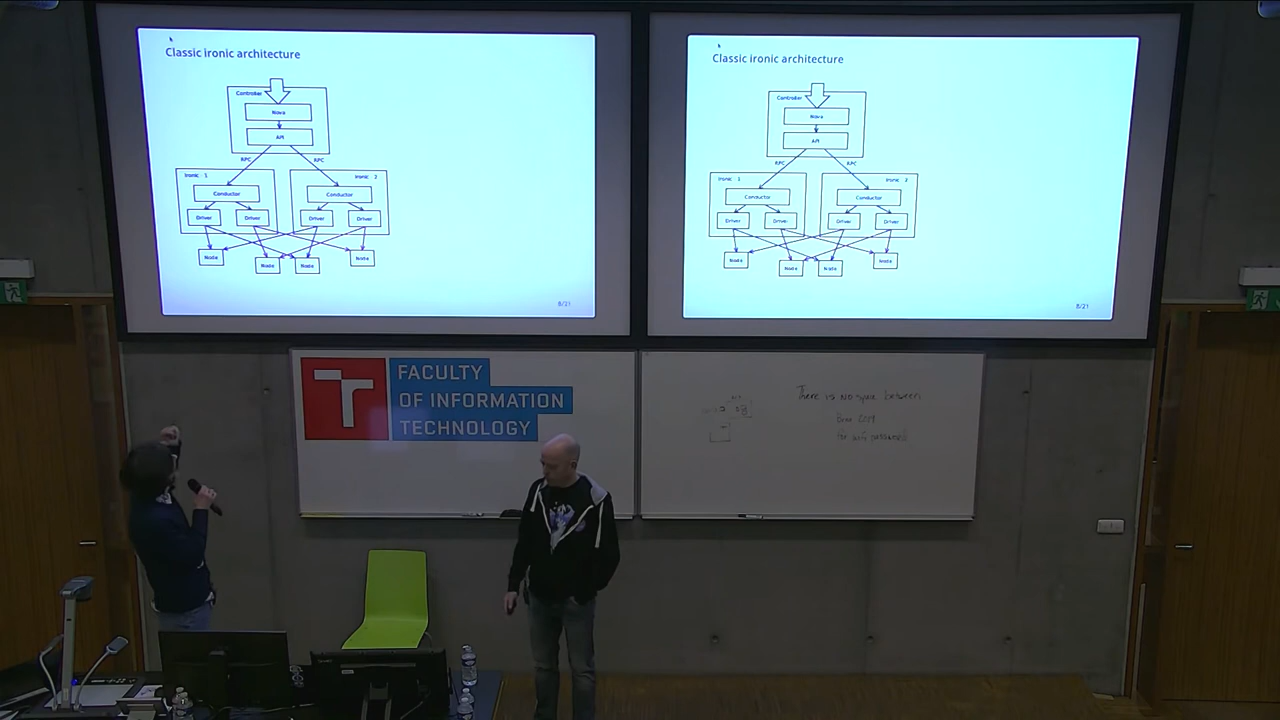 Classic ironic architecture
Controller
Nova
API
RPC RPC
Ironic 1 Ironic 2
Conductor Conductor
Driver Driver Driver Driver
Node Node Node Node
8/21
Classic ironic architecture
Controller
Nova
API
RPC RPC
Ironic 1 Ironic 2
Conductor Conductor
Driver Driver Driver Driver
Node Node Node Node
8/21
FACULTY
OF INFORMATION
TECHNOLOGY
There is no sync between